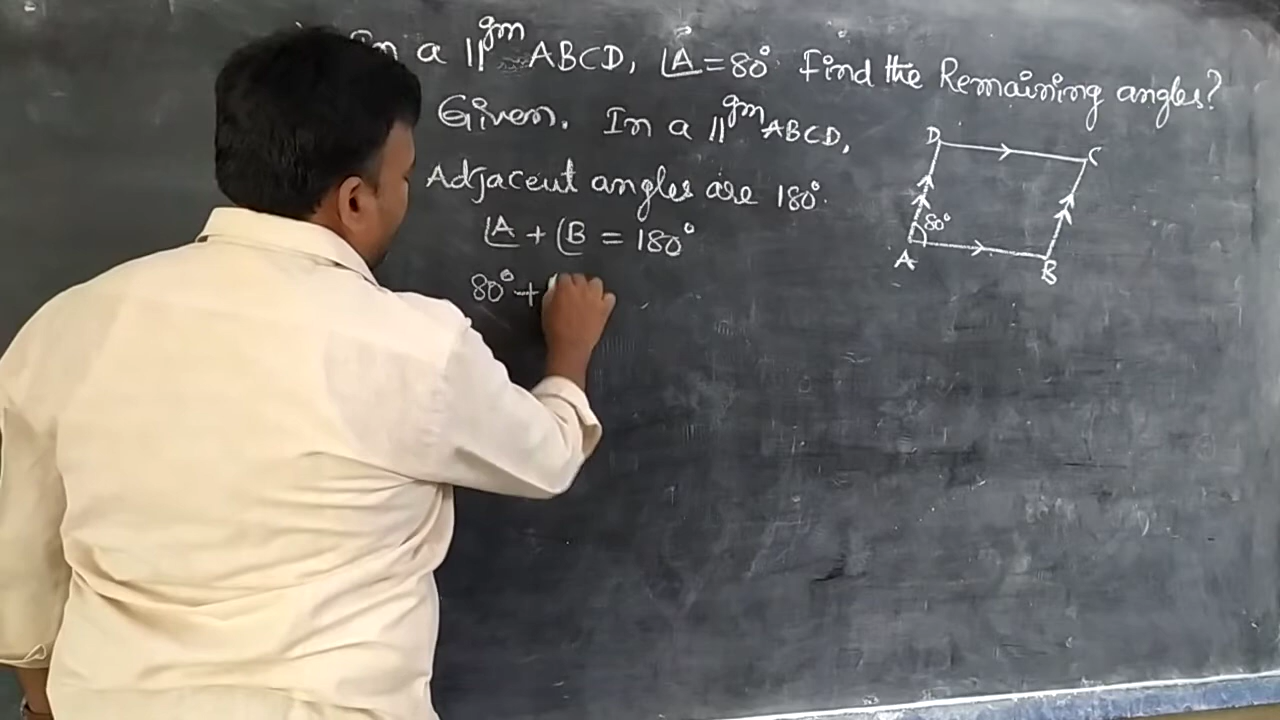 In a ||gm ABCD, ∠A = 80° Find the Remaining angles?
Given. In a ||gm ABCD,
Adjacent angles are 180°.
∠A + ∠B = 180°
80° +
D
C
80°
A
B